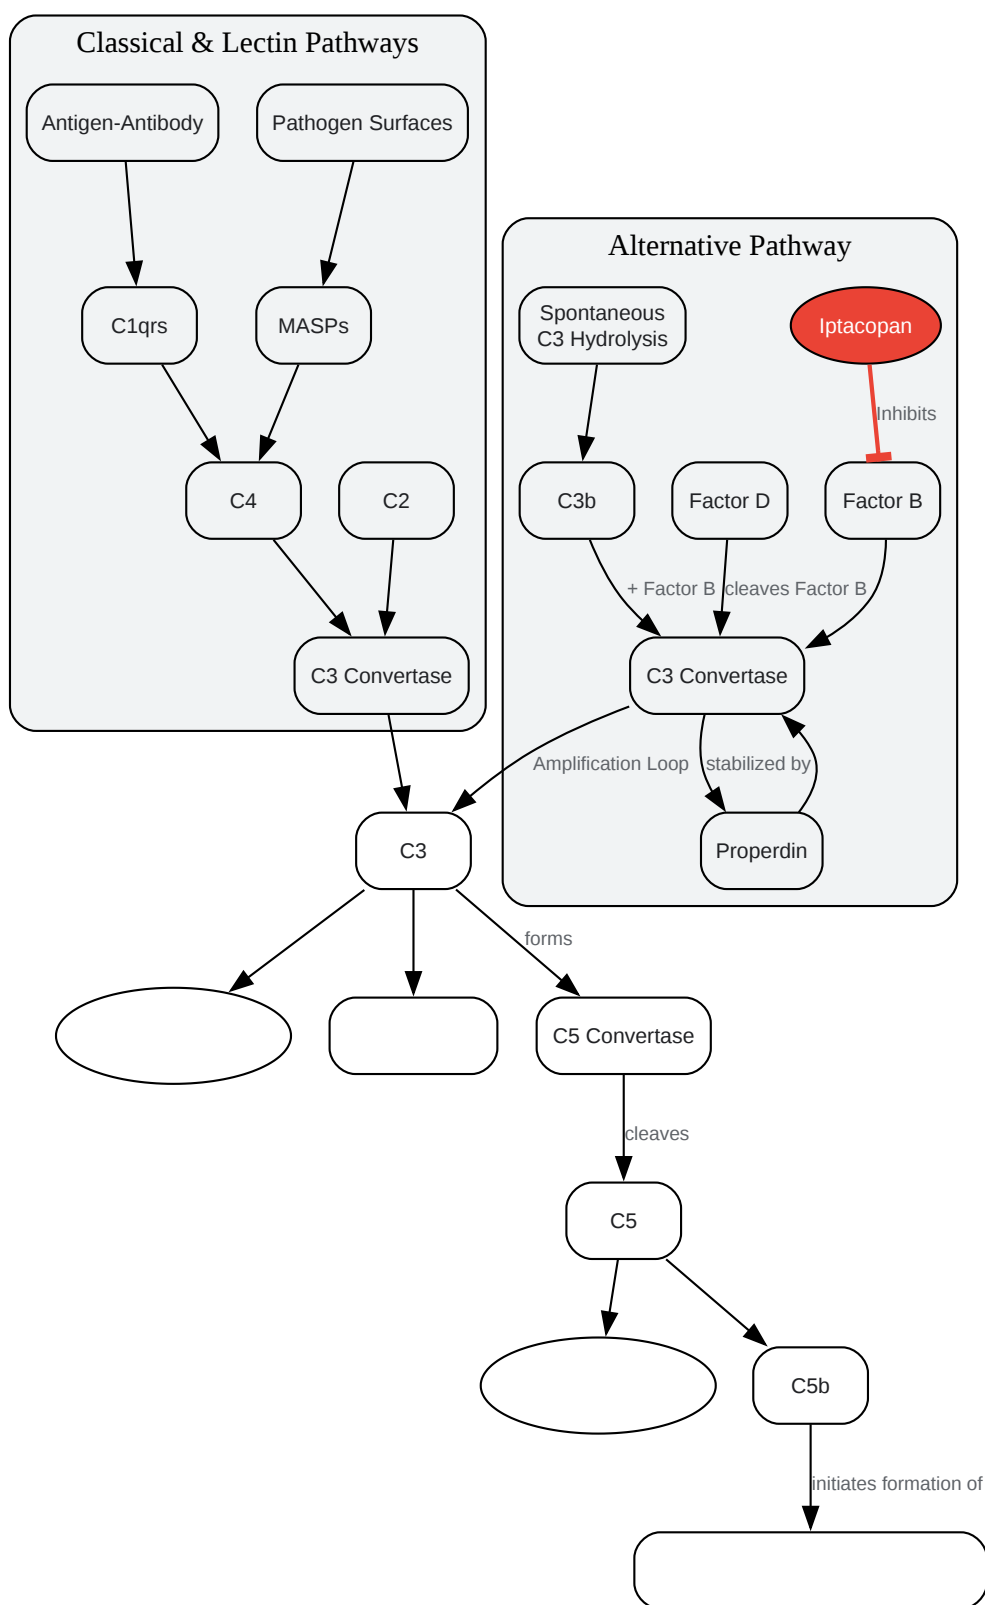 Classical & Lectin Pathways
Antigen-Antibody
Pathogen Surfaces
C1qrs
MASPs
C4
C2
C3 Convertase
Alternative Pathway
Spontaneous
C3 Hydrolysis
Iptacopan
Inhibits
C3b
Factor D
Factor B
+ Factor B
cleaves Factor B
C3 Convertase
Amplification Loop
stabilized by
Properdin
C3
forms
C5 Convertase
cleaves
C5
C5b
initiates formation of